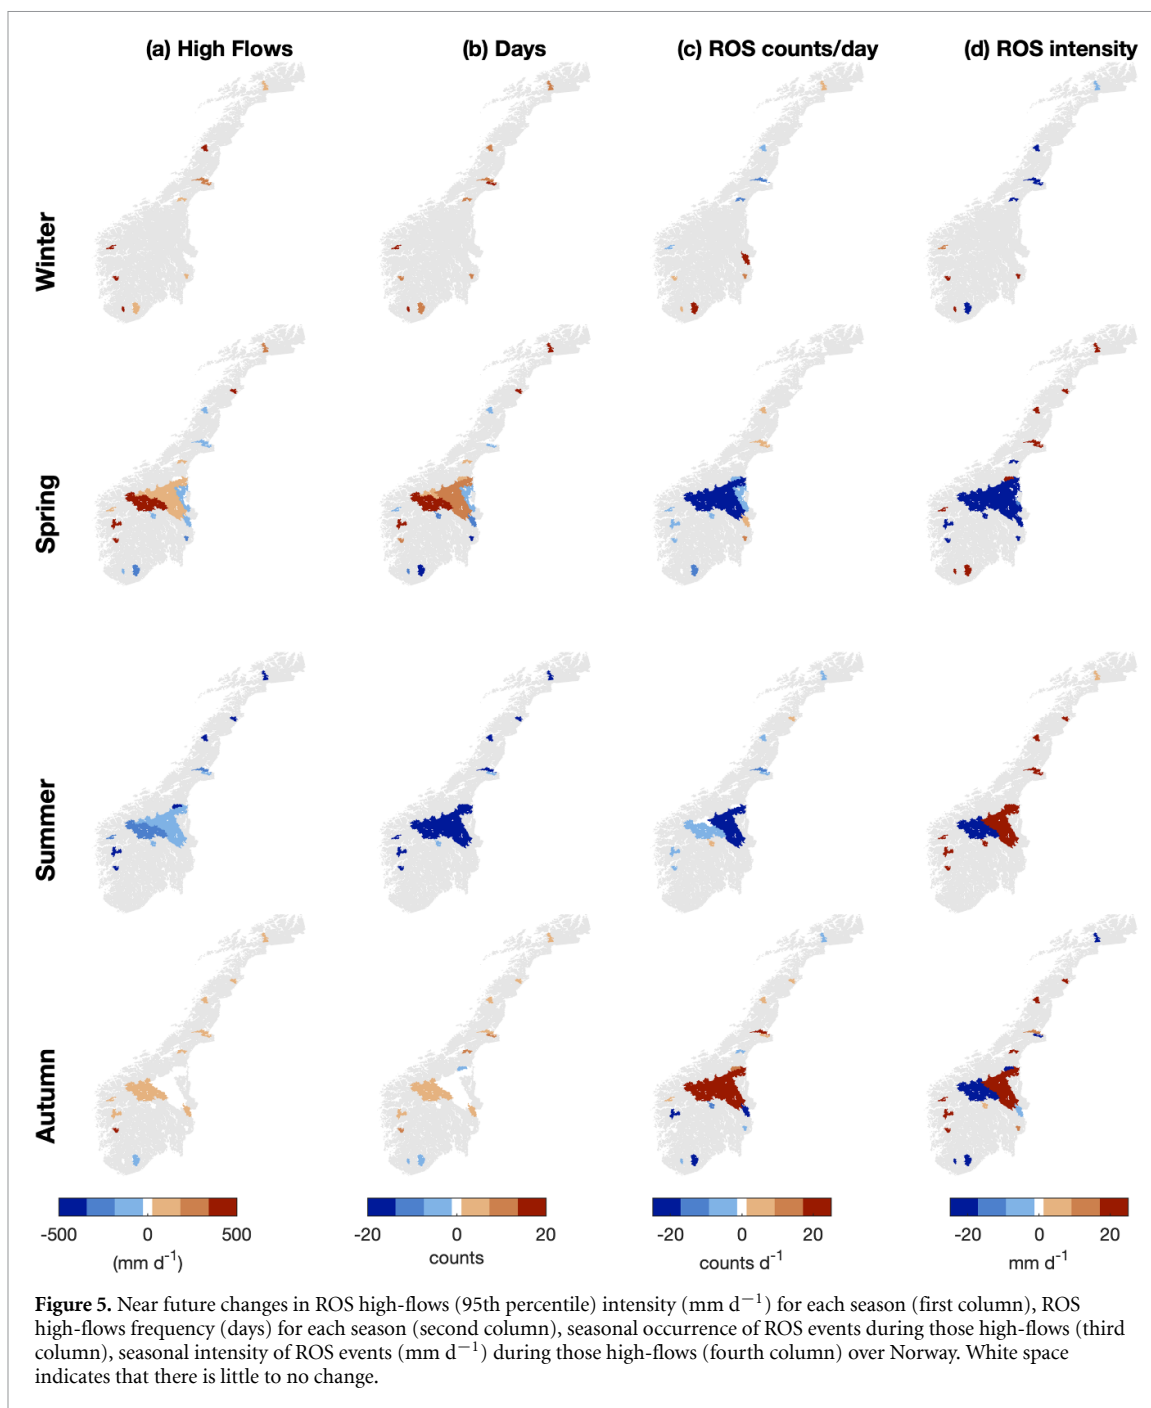 (a) High Flows
(b) Days
(c) ROS counts/day
(d) ROS intensity
Winter
Spring
Summer
Autumn
-500 0 500
(mm d⁻¹)
-20 0 20
counts
-20 0 20
counts d⁻¹
-20 0 20
mm d⁻¹
Figure 5. Near future changes in ROS high-flows (95th percentile) intensity (mm d⁻¹) for each season (first column), ROS
high-flows frequency (days) for each season (second column), seasonal occurrence of ROS events during those high-flows (third
column), seasonal intensity of ROS events (mm d⁻¹) during those high-flows (fourth column) over Norway. White space
indicates that there is little to no change.